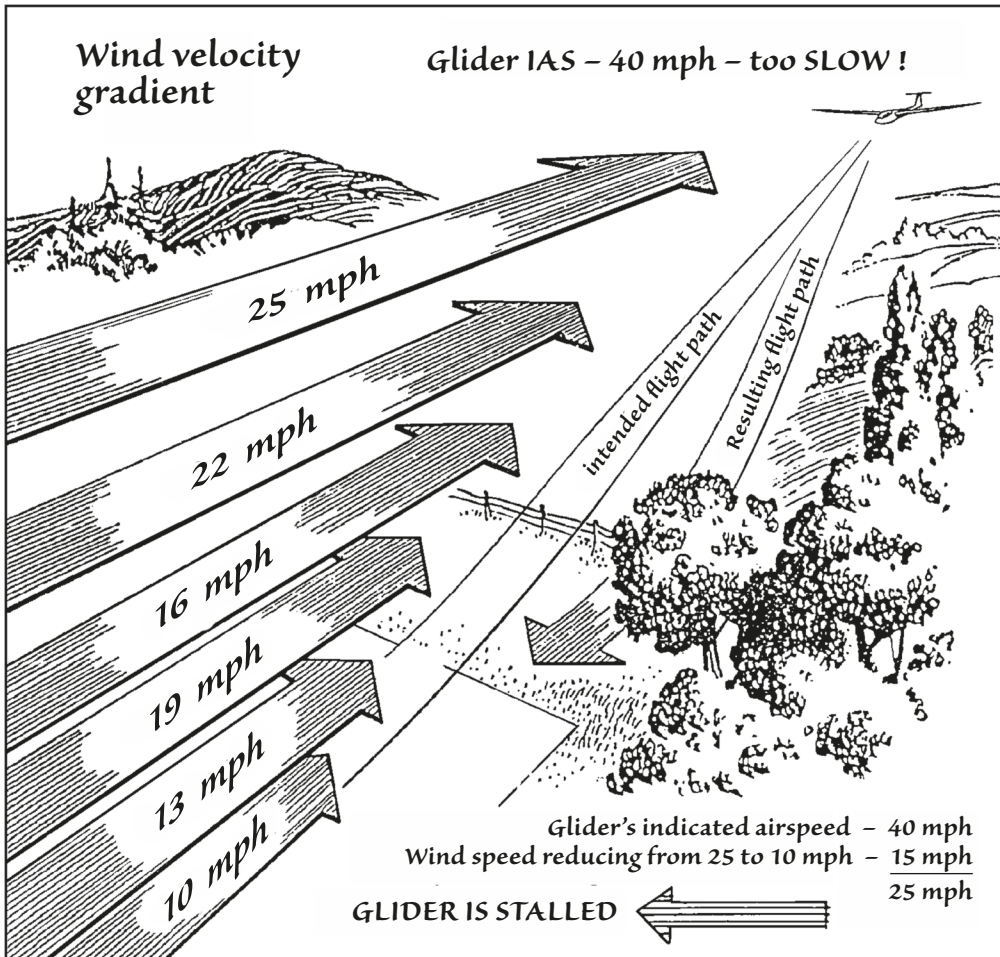 Wind velocity
gradient
Glider IAS – 40 mph – too SLOW !
25 mph
22 mph
16 mph
19 mph
13 mph
10 mph
intended flight path
Resulting flight path
Glider's indicated airspeed – 40 mph
Wind speed reducing from 25 to 10 mph – 15 mph
25 mph
GLIDER IS STALLED